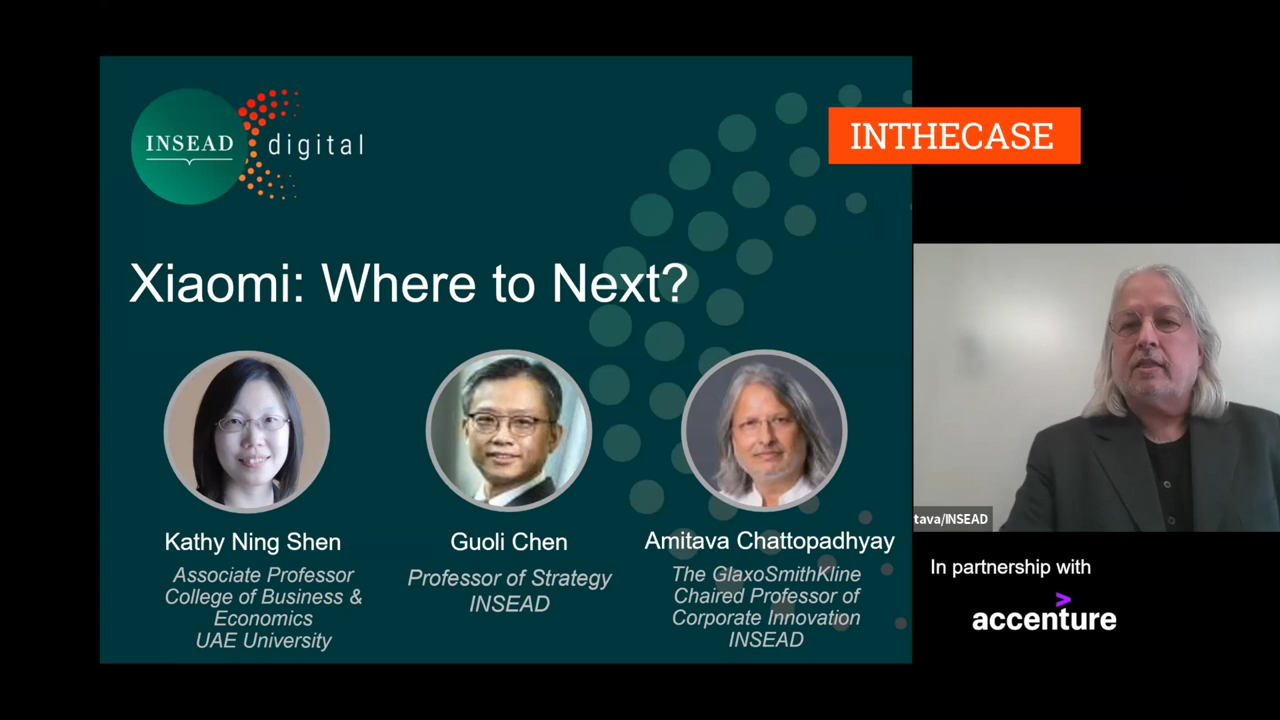 INSEAD
digital
INTHECASE
Xiaomi: Where to Next?
Kathy Ning Shen
Associate Professor
College of Business &
Economics
UAE University
Guoli Chen
Professor of Strategy
INSEAD
Amitava Chattopadhyay
The GlaxoSmithKline
Chaired Professor of
Corporate Innovation
INSEAD
tava/INSEAD
In partnership with
accenture